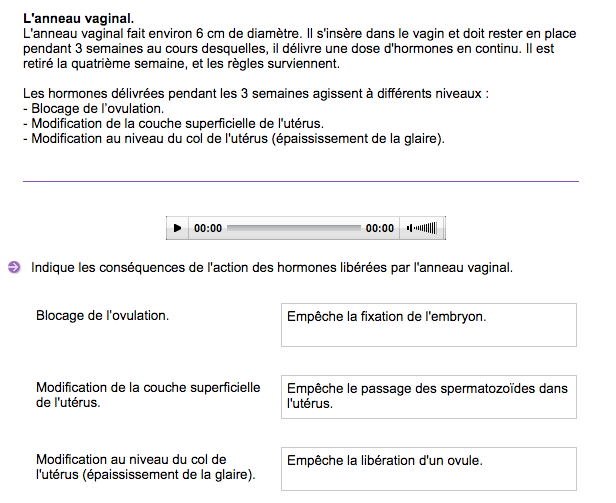 L'anneau vaginal.
L'anneau vaginal fait environ 6 cm de diamètre. Il s'insère dans le vagin et doit rester en place
pendant 3 semaines au cours desquelles, il délivre une dose d'hormones en continu. Il est
retiré la quatrième semaine, et les règles surviennent.
Les hormones délivrées pendant les 3 semaines agissent à différents niveaux :
- Blocage de l'ovulation.
- Modification de la couche superficielle de l'utérus.
- Modification au niveau du col de l'utérus (épaississement de la glaire).
00:00 00:00
Indique les conséquences de l'action des hormones libérées par l'anneau vaginal.
Blocage de l'ovulation.
Empêche la fixation de l'embryon.
Modification de la couche superficielle
de l'utérus.
Empêche le passage des spermatozoïdes dans
l'utérus.
Modification au niveau du col de
l'utérus (épaississement de la glaire).
Empêche la libération d'un ovule.